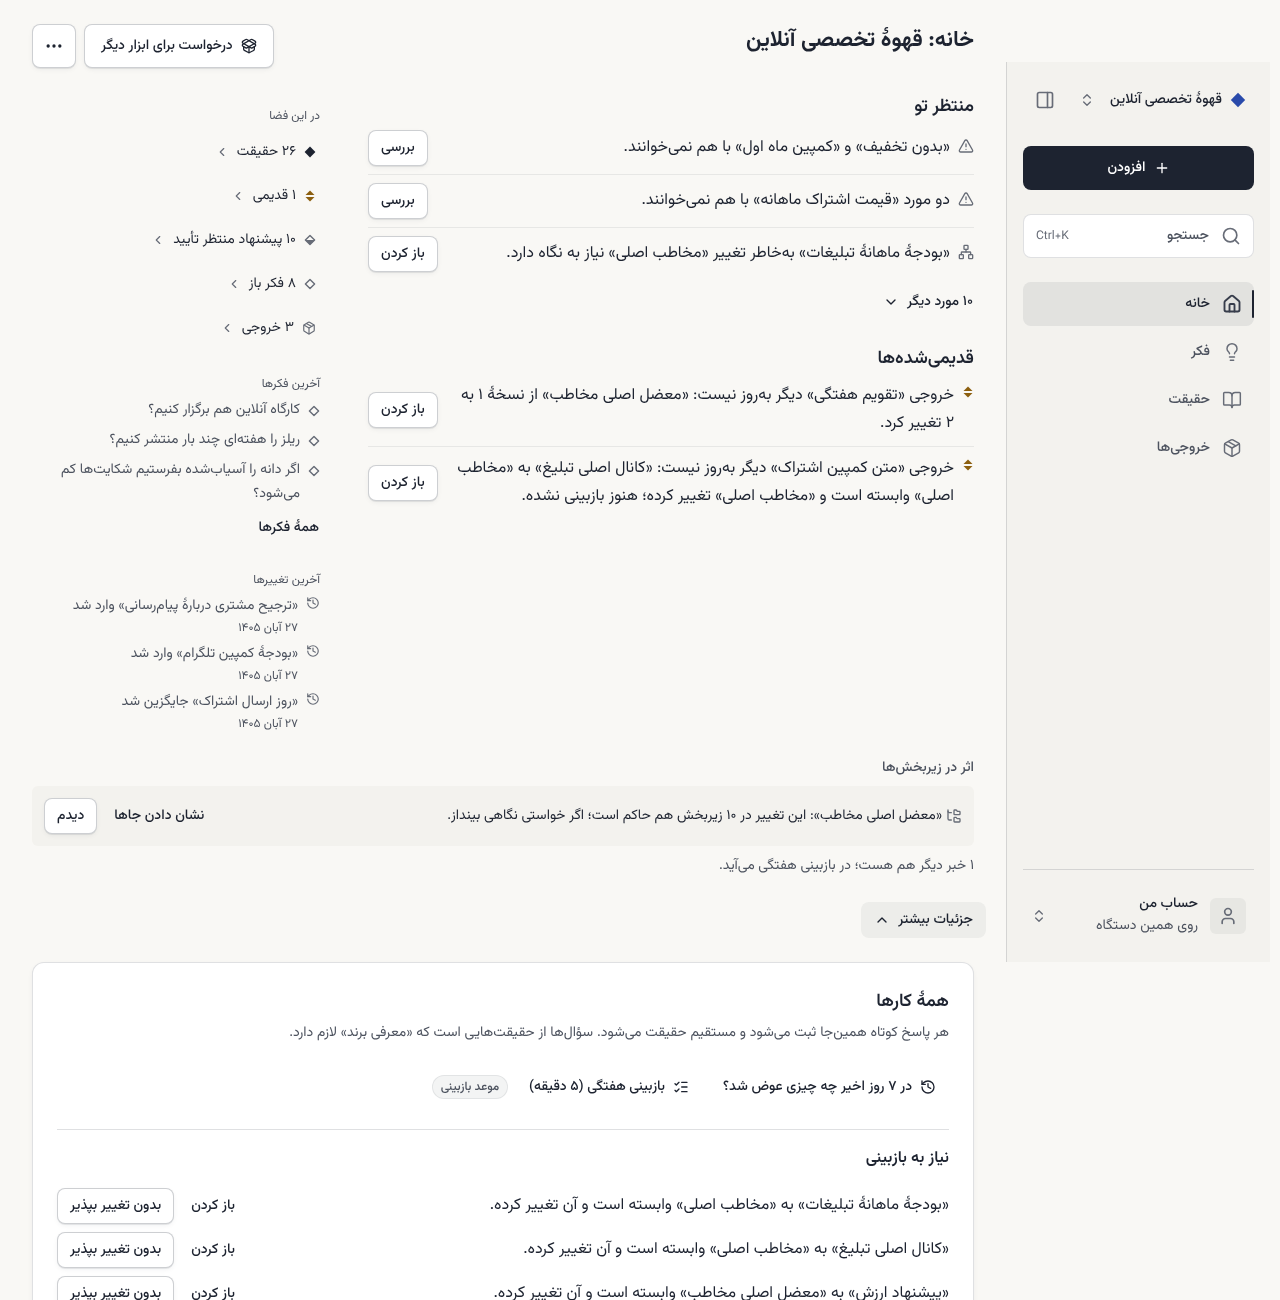 قهوهٔ تخصصی آنلاین
افزودن
جستجو
Ctrl+K
خانه
فکر
حقیقت
خروجی‌ها
حساب من
روی همین دستگاه
خانه: قهوهٔ تخصصی آنلاین
درخواست برای ابزار دیگر
منتظر تو
«بدون تخفیف» و «کمپین ماه اول» با هم نمی‌خوانند.
بررسی
دو مورد «قیمت اشتراک ماهانه» با هم نمی‌خوانند.
بررسی
«بودجهٔ ماهانهٔ تبلیغات» به‌خاطر تغییر «مخاطب اصلی» نیاز به نگاه دارد.
باز کردن
۱۰ مورد دیگر
قدیمی‌شده‌ها
خروجی «تقویم هفتگی» دیگر به‌روز نیست: «معضل اصلی مخاطب» از نسخهٔ ۱ به
۲ تغییر کرد.
باز کردن
خروجی «متن کمپین اشتراک» دیگر به‌روز نیست: «کانال اصلی تبلیغ» به «مخاطب
اصلی» وابسته است و «مخاطب اصلی» تغییر کرده؛ هنوز بازبینی نشده.
باز کردن
در این فضا
۲۶ حقیقت
۱ قدیمی
۱۰ پیشنهاد منتظر تأیید
۸ فکر باز
۳ خروجی
آخرین فکرها
کارگاه آنلاین هم برگزار کنیم؟
ریلز را هفته‌ای چند بار منتشر کنیم؟
اگر دانه را آسیاب‌شده بفرستیم شکایت‌ها کم
می‌شود؟
همهٔ فکرها
آخرین تغییرها
«ترجیح مشتری دربارهٔ پیام‌رسانی» وارد شد
۲۷ آبان ۱۴۰۵
«بودجهٔ کمپین تلگرام» وارد شد
۲۷ آبان ۱۴۰۵
«روز ارسال اشتراک» جایگزین شد
۲۷ آبان ۱۴۰۵
اثر در زیربخش‌ها
«معضل اصلی مخاطب»: این تغییر در ۱۰ زیربخش هم حاکم است؛ اگر خواستی نگاهی بینداز.
نشان دادن جاها
دیدم
۱ خبر دیگر هم هست؛ در بازبینی هفتگی می‌آید.
جزئیات بیشتر
همهٔ کارها
هر پاسخ کوتاه همین‌جا ثبت می‌شود و مستقیم حقیقت می‌شود. سؤال‌ها از حقیقت‌هایی است که «معرفی برند» لازم دارد.
در ۷ روز اخیر چه چیزی عوض شد؟
بازبینی هفتگی (۵ دقیقه)
موعد بازبینی
نیاز به بازبینی
«بودجهٔ ماهانهٔ تبلیغات» به «مخاطب اصلی» وابسته است و آن تغییر کرده.
باز کردن
بدون تغییر بپذیر
«کانال اصلی تبلیغ» به «مخاطب اصلی» وابسته است و آن تغییر کرده.
باز کردن
بدون تغییر بپذیر
«پیشنهاد ارزش» به «معضل اصلی مخاطب» وابسته است و آن تغییر کرده.
باز کردن
بدون تغییر بپذیر